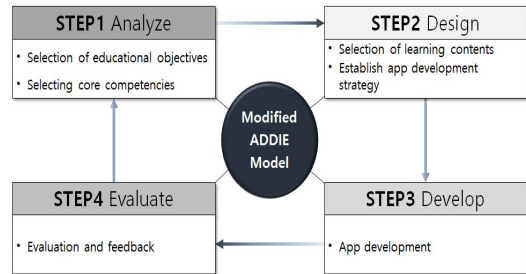 STEP1 Analyze
• Selection of educational objectives
• Selecting core competencies
STEP2 Design
• Selection of learning contents
• Establish app development
strategy
Modified
ADDIE
Model
STEP4 Evaluate
• Evaluation and feedback
STEP3 Develop
• App development